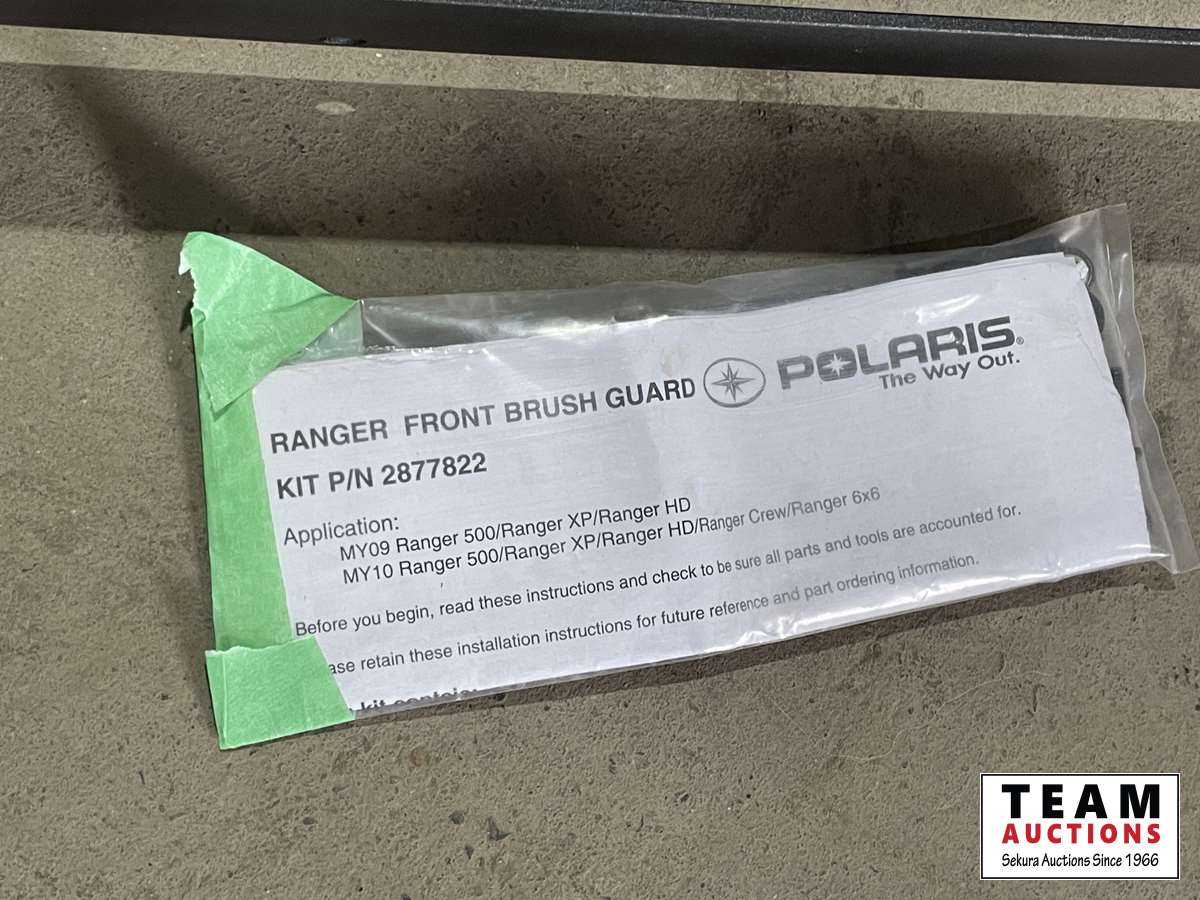 RANGER FRONT BRUSH GUARD POLARIS®
The Way Out.
KIT P/N 2877822
Application:
MY09 Ranger 500/Ranger XP/Ranger HD
MY10 Ranger 500/Ranger XP/Ranger HD/Ranger Crew/Ranger 6x6
Before you begin, read these instructions and check to be sure all parts and tools are accounted for.
ase retain these installation instructions for future reference and part ordering information.
kit contains
TEAM
AUCTIONS
Sekura Auctions Since 1966